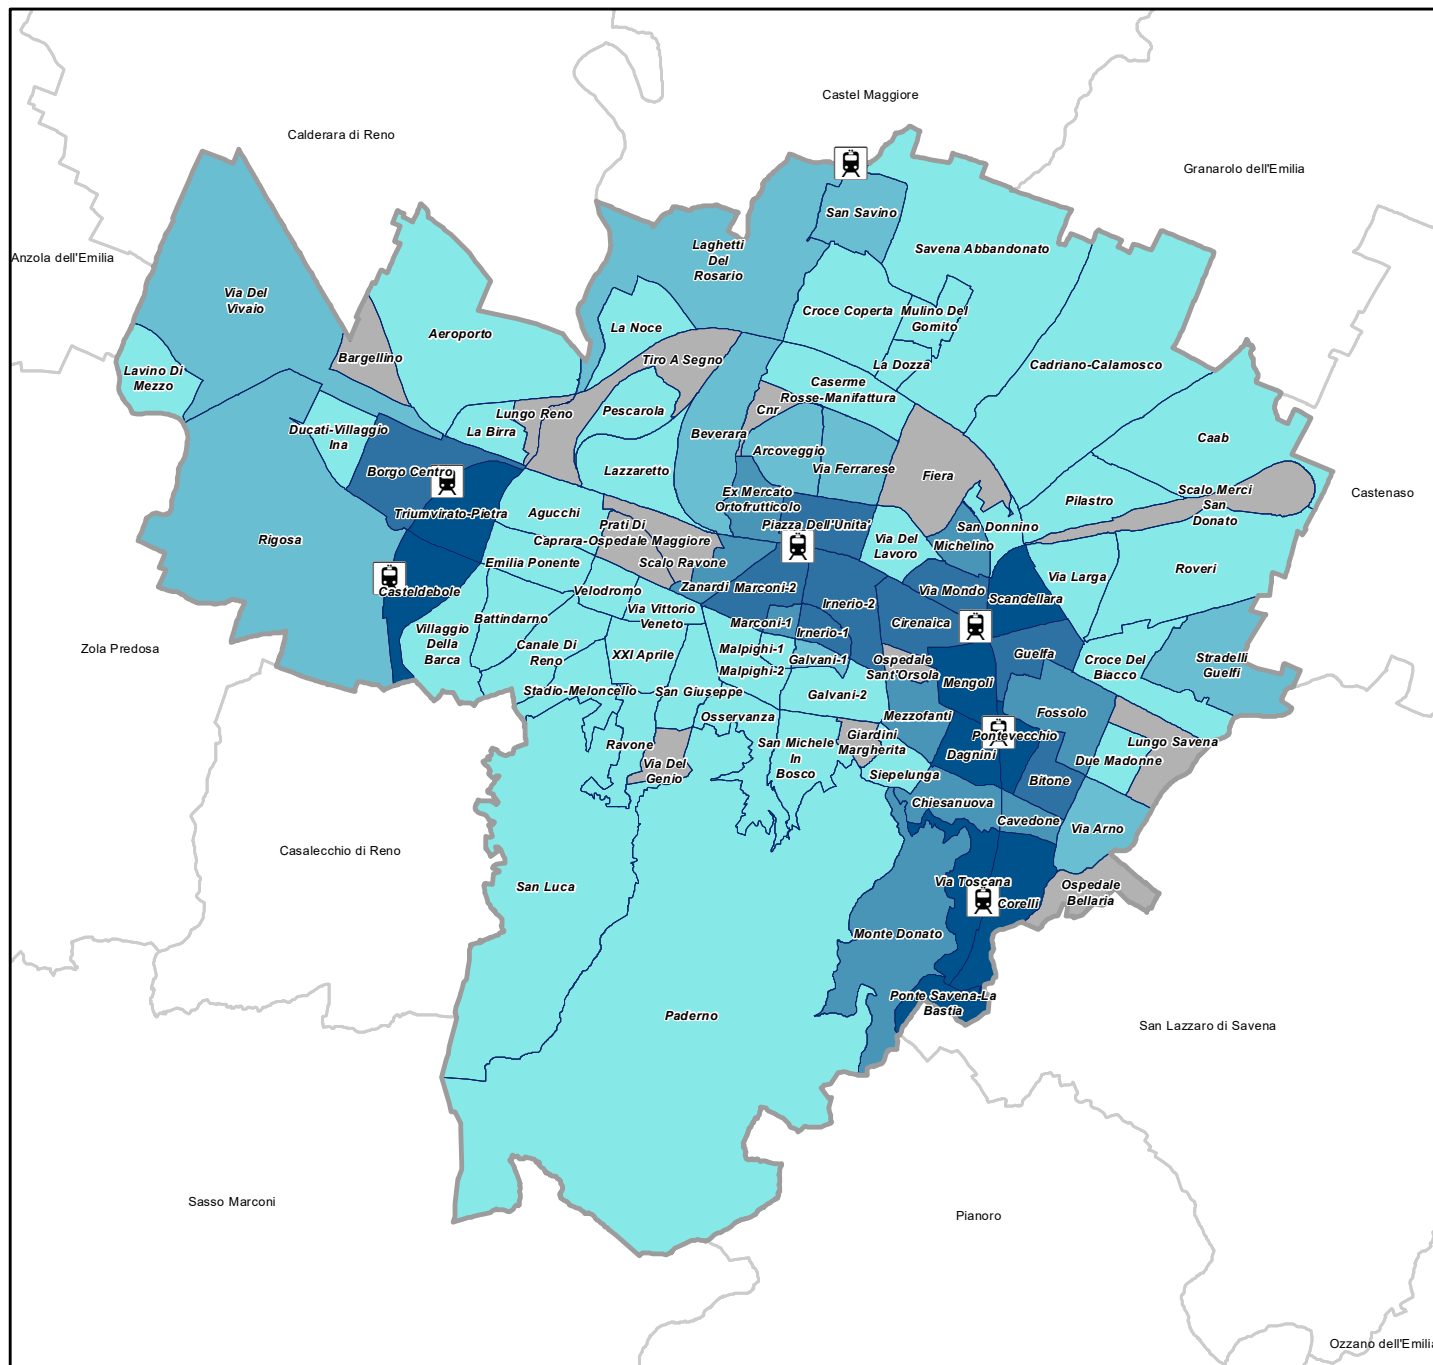 Castel Maggiore
Calderara di Reno
Granarolo dell'Emilia
San Savino
Savena Abbandonato
Laghetti
Del
Rosario
Anzola dell'Emilia
Via Del
Vivaio
Croce Coperta
Mulino Del
Gomito
La Noce
Aeroporto
Bargellino
Tiro A Segno
La Dozza
Cadriano-Calamosco
Lavino Di
Mezzo
Caserme
Rosse-Manifattura
Cnr
Lungo Reno
Pescarola
La Birra
Ducati-Villaggio
Ina
Beverara
Arcoveggio
Via Ferrarese
Caab
Borgo Centro
Lazzaretto
Fiera
Ex Mercato
Ortofrutticolo
Pilastro
Scalo Merci
San
Donato
Castenaso
Triumvirato-Pietra
Agucchi
Prati Di
Caprara-Ospedale Maggiore
Piazza Dell'Unita'
San Donnino
Rigosa
Via Del
Lavoro
Michelino
Emilia Ponente
Scalo Ravone
Roveri
Via Larga
Casteldebole
Velodromo
Zanardi
Marconi-2
Via Mondo
Scandellara
Irnerio-2
Via Vittorio
Veneto
Battindarno
Marconi-1
Irnerio-1
Cirenaica
Zola Predosa
Villaggio
Della
Barca
Canale Di
Reno
XXI Aprile
Malpighi-1
Malpighi-2
Galvani-1
Ospedale
Sant'Orsola
Guelfa
Croce Del
Biacco
Stradelli
Guelfi
Mengoli
Stadio-Meloncello
San Giuseppe
Galvani-2
Osservanza
Mezzofanti
Fossolo
Ravone
San Michele
In
Bosco
Giardini
Margherita
Pontevecchio
Lungo Savena
Via Del
Genio
Dagnini
Due Madonne
Siepelunga
Bitone
Chiesanuova
Cavedone
Via Arno
Casalecchio di Reno
San Luca
Via Toscana
Ospedale
Bellaria
Corelli
Monte Donato
Ponte Savena-La
Bastia
Paderno
San Lazzaro di Savena
Sasso Marconi
Pianoro
Ozzano dell'Emilia